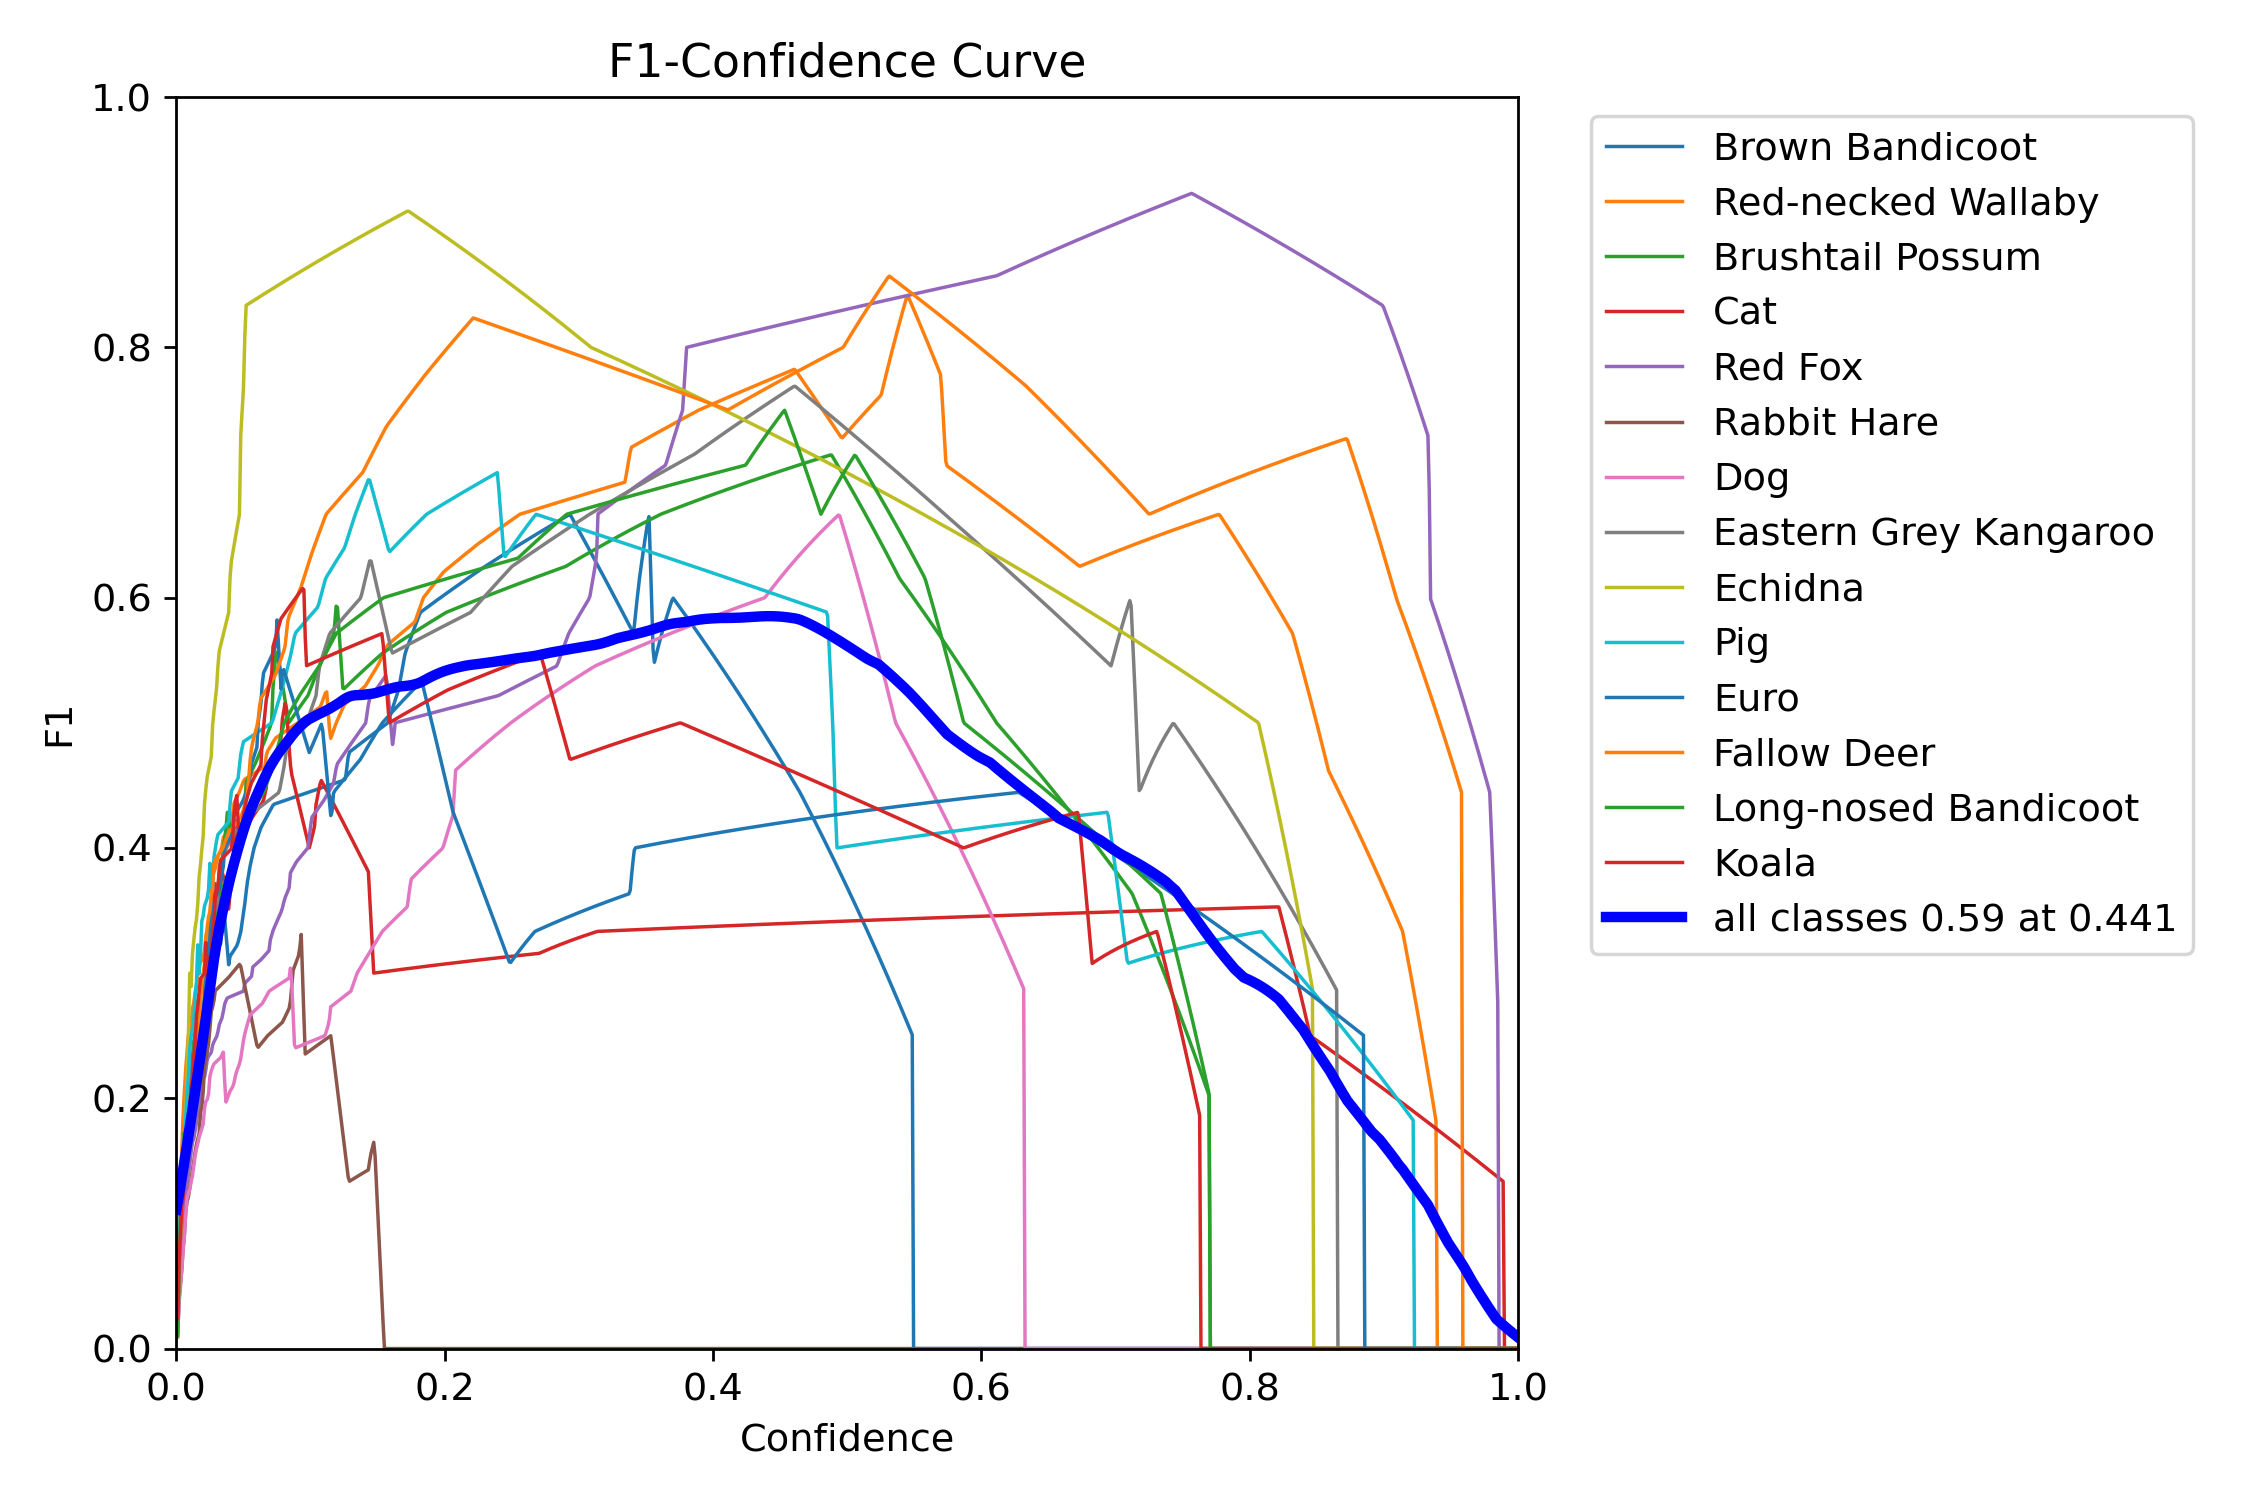 F1-Confidence Curve
1.0
0.8
0.6
0.4
0.2
0.0
F1
0.0 0.2 0.4 0.6 0.8 1.0
Confidence
Brown Bandicoot
Red-necked Wallaby
Brushtail Possum
Cat
Red Fox
Rabbit Hare
Dog
Eastern Grey Kangaroo
Echidna
Pig
Euro
Fallow Deer
Long-nosed Bandicoot
Koala
all classes 0.59 at 0.441